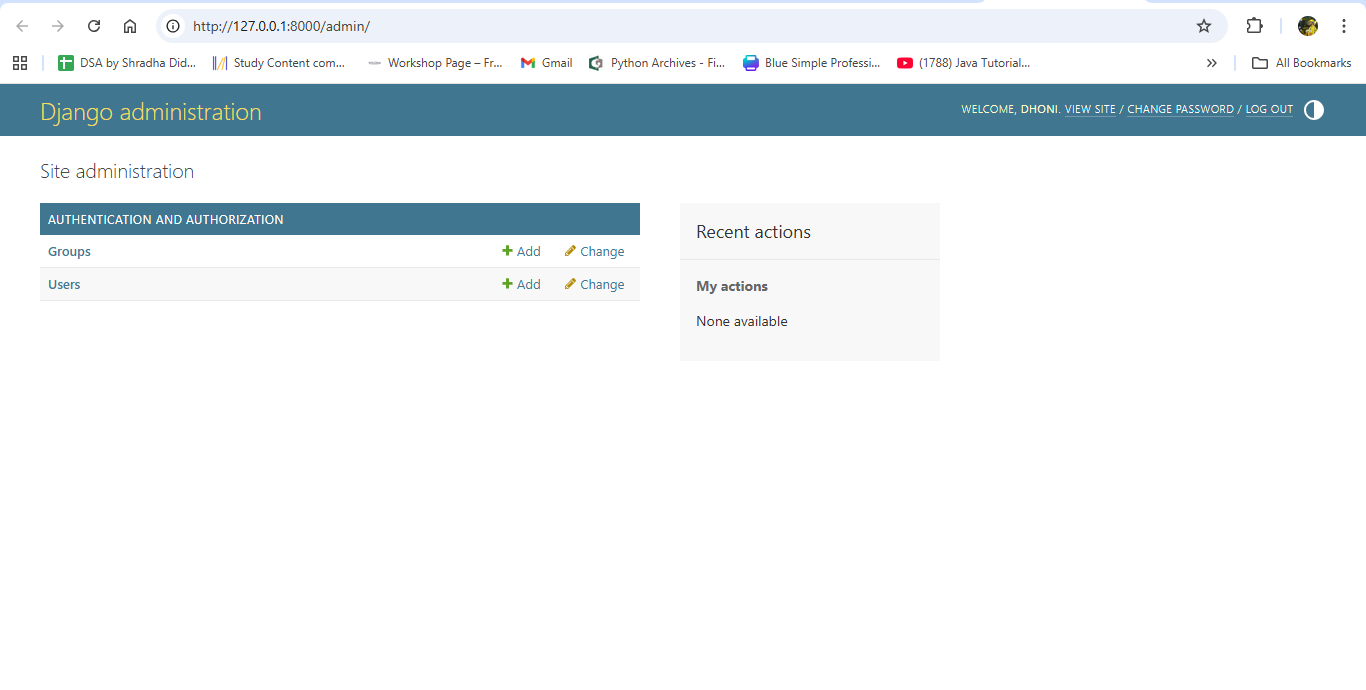 http://127.0.0.1:8000/admin/
DSA by Shradha Did... Study Content com... Workshop Page – Fr... Gmail Python Archives - Fi... Blue Simple Professi... (1788) Java Tutorial... » All Bookmarks
Django administration
WELCOME, DHONI. VIEW SITE / CHANGE PASSWORD / LOG OUT
Site administration
AUTHENTICATION AND AUTHORIZATION
Groups Add Change
Users Add Change
Recent actions
My actions
None available